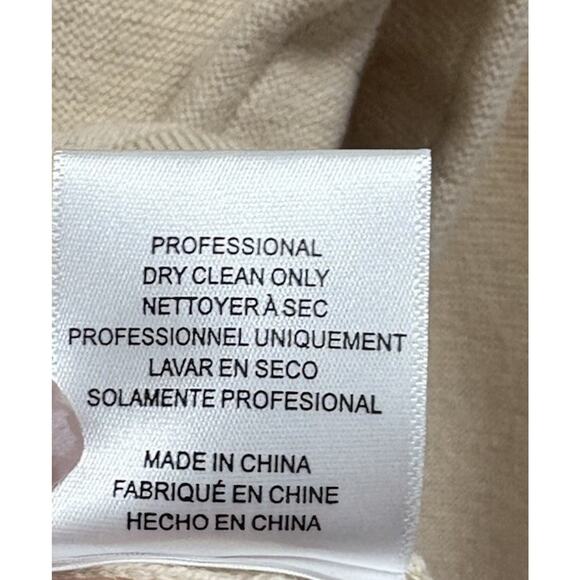 PROFESSIONAL
DRY CLEAN ONLY
NETTOYER À SEC
PROFESSIONNEL UNIQUEMENT
LAVAR EN SECO
SOLAMENTE PROFESIONAL
MADE IN CHINA
FABRIQUÉ EN CHINE
HECHO EN CHINA